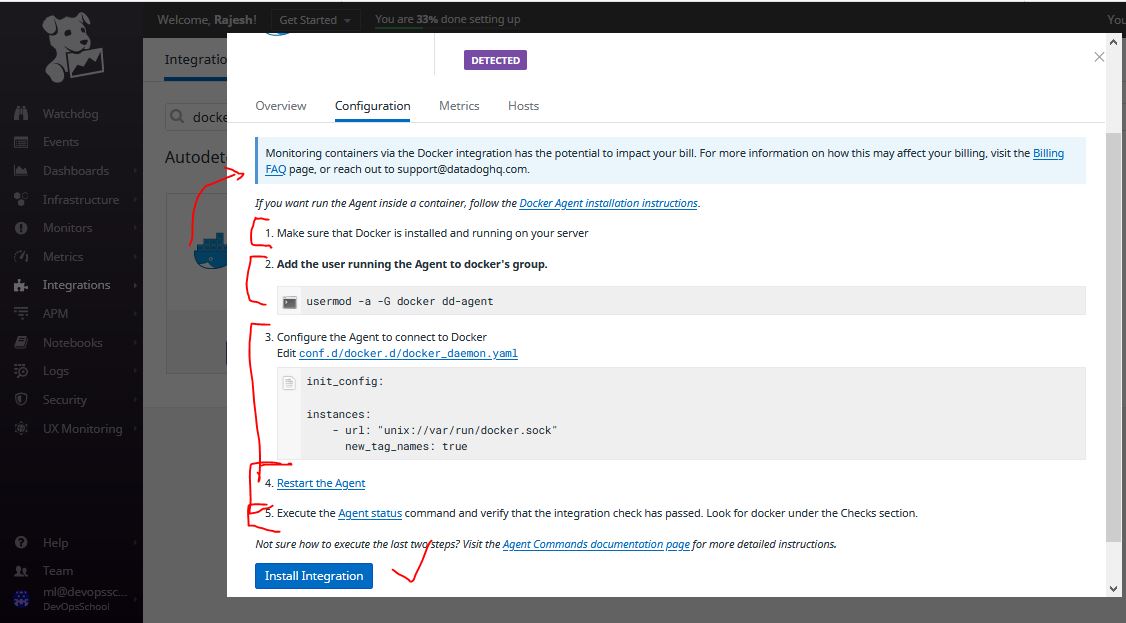 Welcome, Rajesh!
Get Started
You are 33% done setting up
You
Integratio
docke
Autodete
Watchdog
Events
Dashboards
Infrastructure
Monitors
Metrics
Integrations
APM
Notebooks
Logs
Security
UX Monitoring
Help
Team
ml@devopssc...
DevOpsSchool
DETECTED
Overview
Configuration
Metrics
Hosts
Monitoring containers via the Docker integration has the potential to impact your bill. For more information on how this may affect your billing, visit the Billing
FAQ page, or reach out to support@datadoghq.com.
If you want run the Agent inside a container, follow the Docker Agent installation instructions.
1. Make sure that Docker is installed and running on your server
2. Add the user running the Agent to docker's group.
usermod -a -G docker dd-agent
3. Configure the Agent to connect to Docker
Edit conf.d/docker.d/docker_daemon.yaml
init_config:
instances:
- url: "unix://var/run/docker.sock"
new_tag_names: true
4. Restart the Agent
5. Execute the Agent status command and verify that the integration check has passed. Look for docker under the Checks section.
Not sure how to execute the last two steps? Visit the Agent Commands documentation page for more detailed instructions.
Install Integration